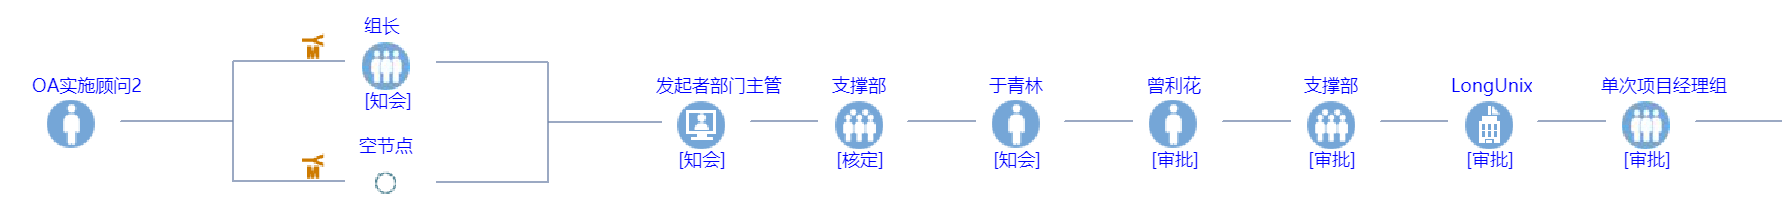 OA实施顾问2
组长
[知会]
空节点
发起者部门主管
[知会]
支撑部
[核定]
于青林
[知会]
曾利花
[审批]
支撑部
[审批]
LongUnix
[审批]
单次项目经理组
[审批]